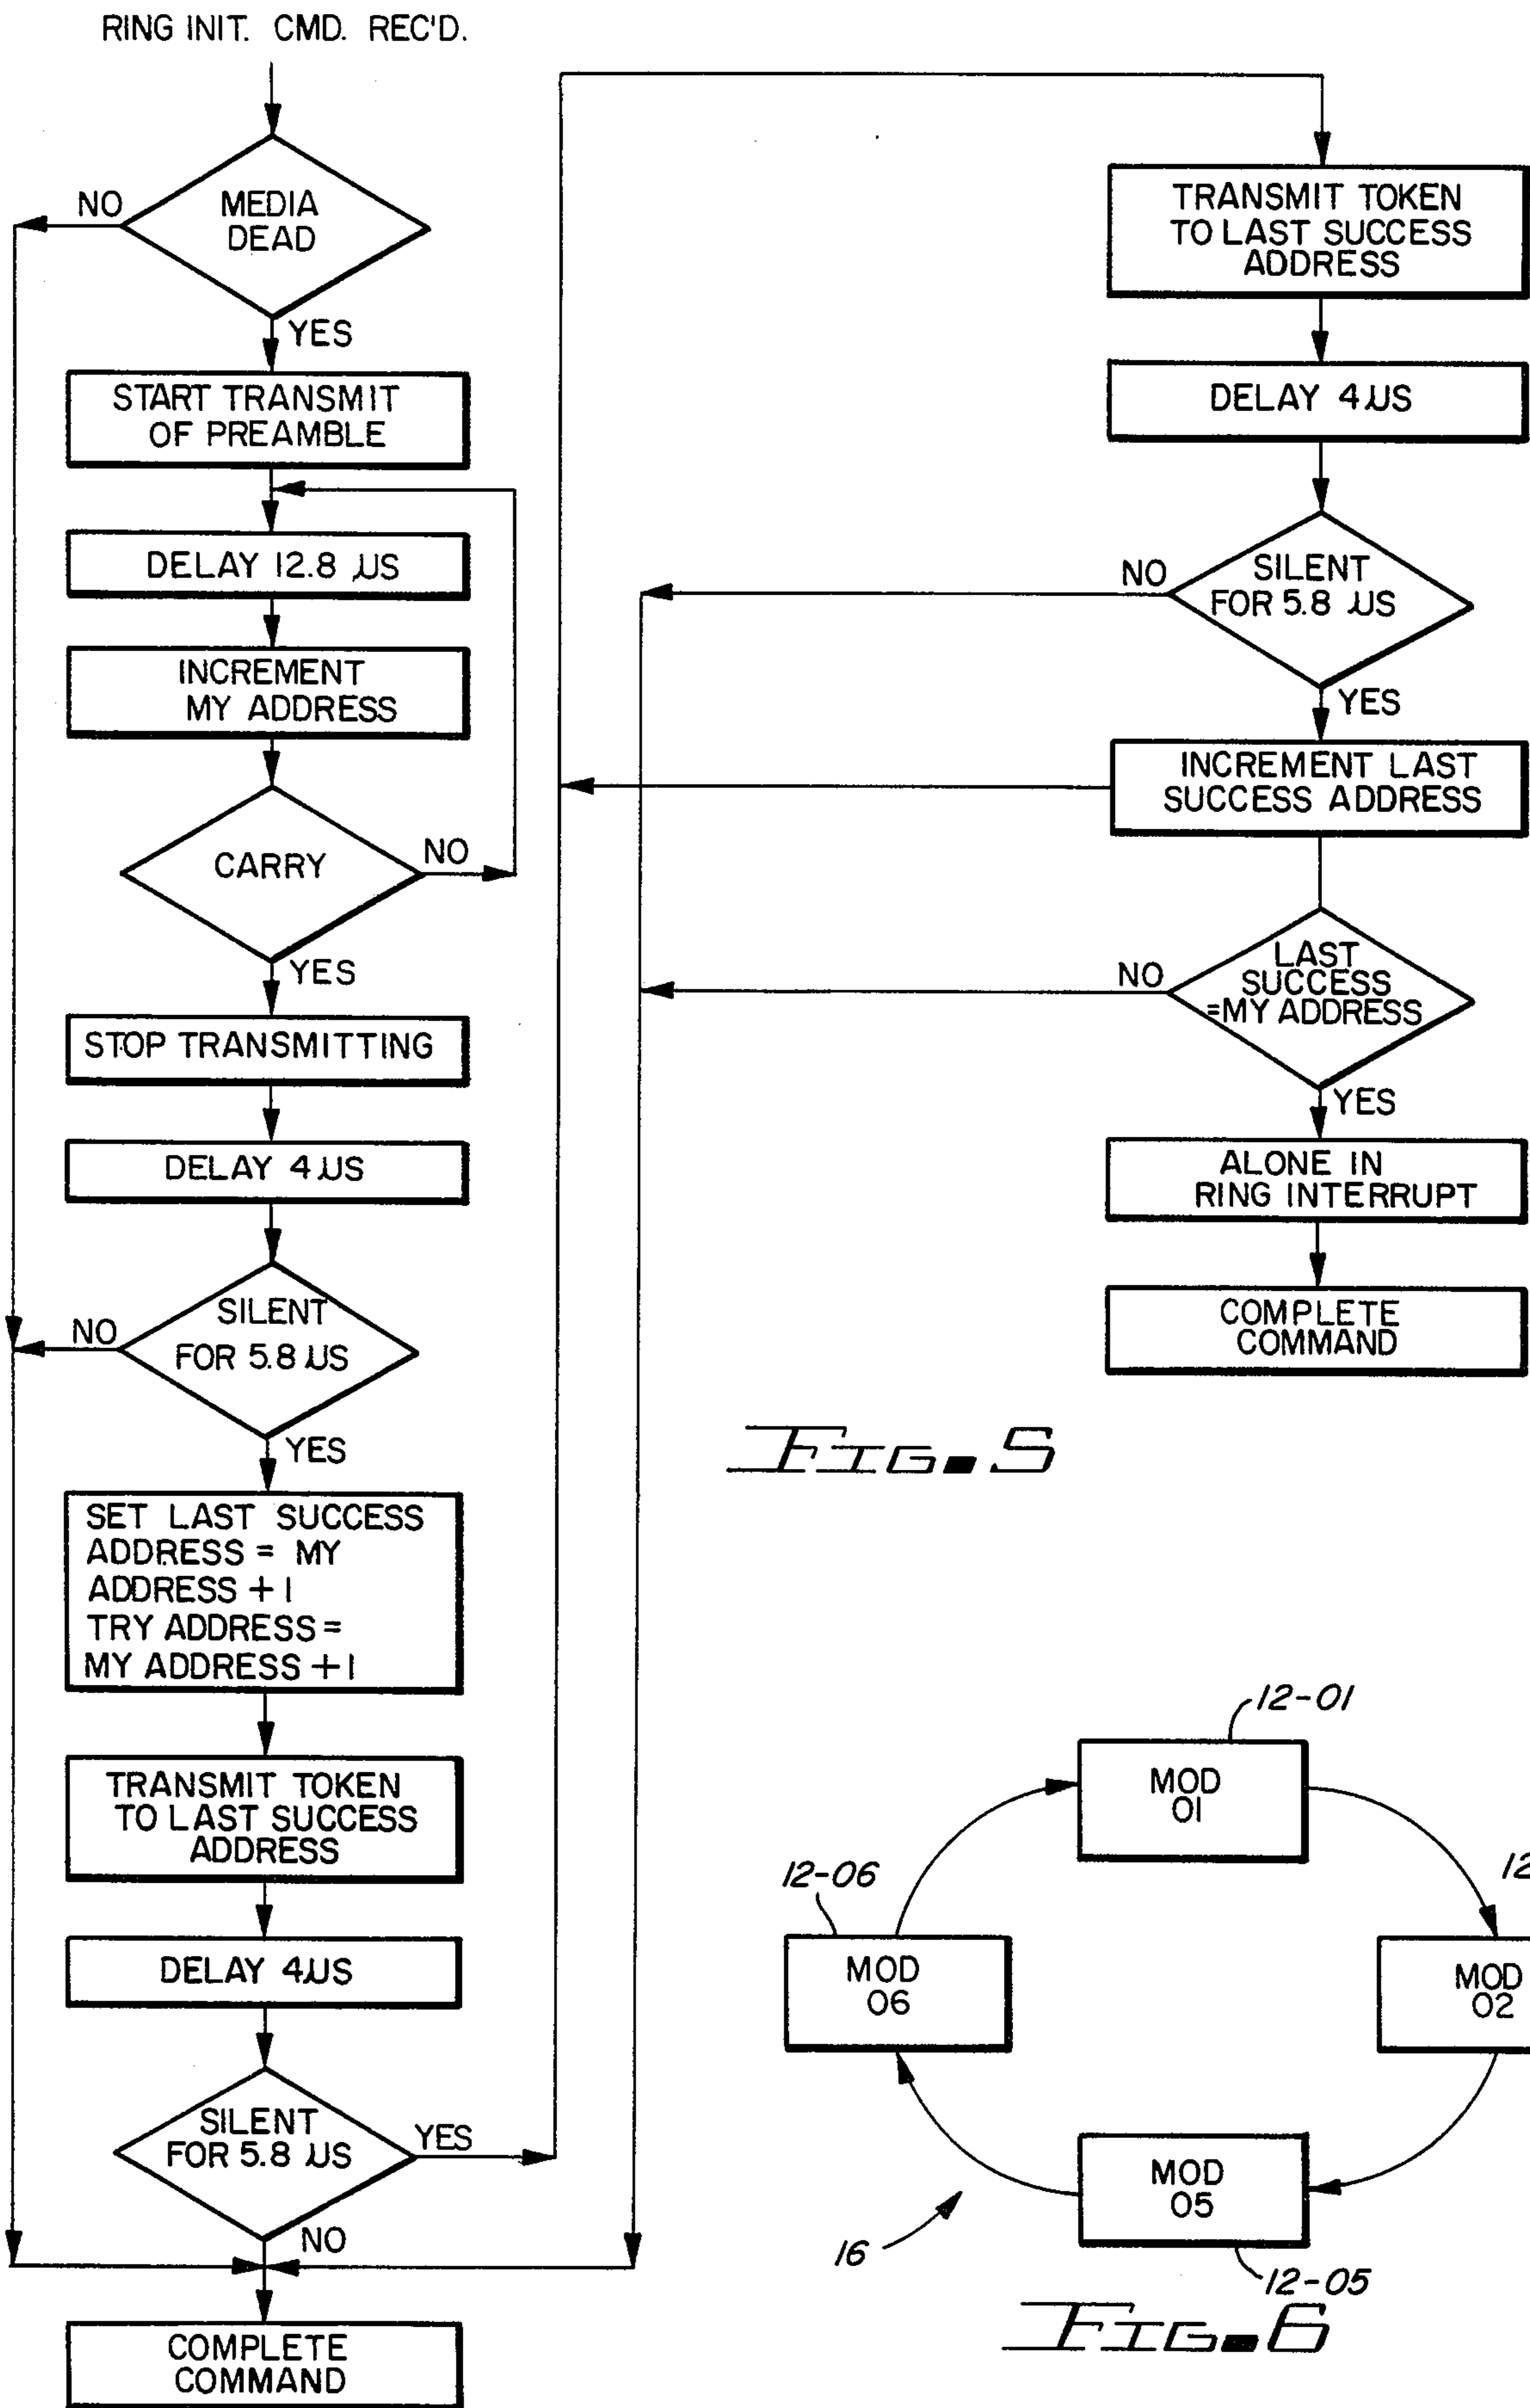 RING INIT. CMD. REC'D.
MEDIA
DEAD
NO
YES
START TRANSMIT
OF PREAMBLE
DELAY 12.8 µS
INCREMENT
MY ADDRESS
CARRY
NO
YES
STOP TRANSMITTING
DELAY 4 µS
SILENT
FOR 5.8 µS
NO
YES
SET LAST SUCCESS
ADDRESS = MY
ADDRESS + 1
TRY ADDRESS =
MY ADDRESS + 1
TRANSMIT TOKEN
TO LAST SUCCESS
ADDRESS
DELAY 4µS
SILENT
FOR 5.8 µS
YES
NO
COMPLETE
COMMAND
TRANSMIT TOKEN
TO LAST SUCCESS
ADDRESS
DELAY 4µS
SILENT
FOR 5.8 µS
NO
YES
INCREMENT LAST
SUCCESS ADDRESS
LAST
SUCCESS
=MY ADDRESS
NO
YES
ALONE IN
RING INTERRUPT
COMPLETE
COMMAND
FIG. 5
12-01
MOD
01
12-06
MOD
06
12
MOD
02
MOD
05
16
12-05
FIG. 6